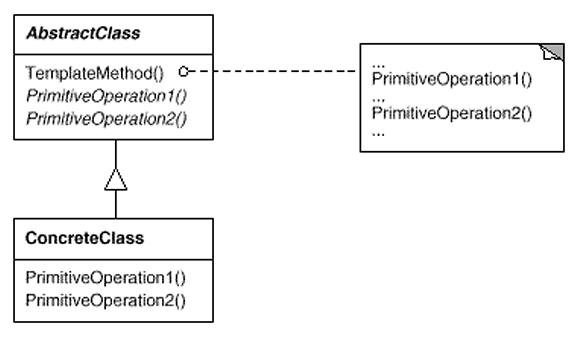 AbstractClass
TemplateMethod()
PrimitiveOperation1()
PrimitiveOperation2()
...
PrimitiveOperation1()
...
PrimitiveOperation2()
...
ConcreteClass
PrimitiveOperation1()
PrimitiveOperation2()